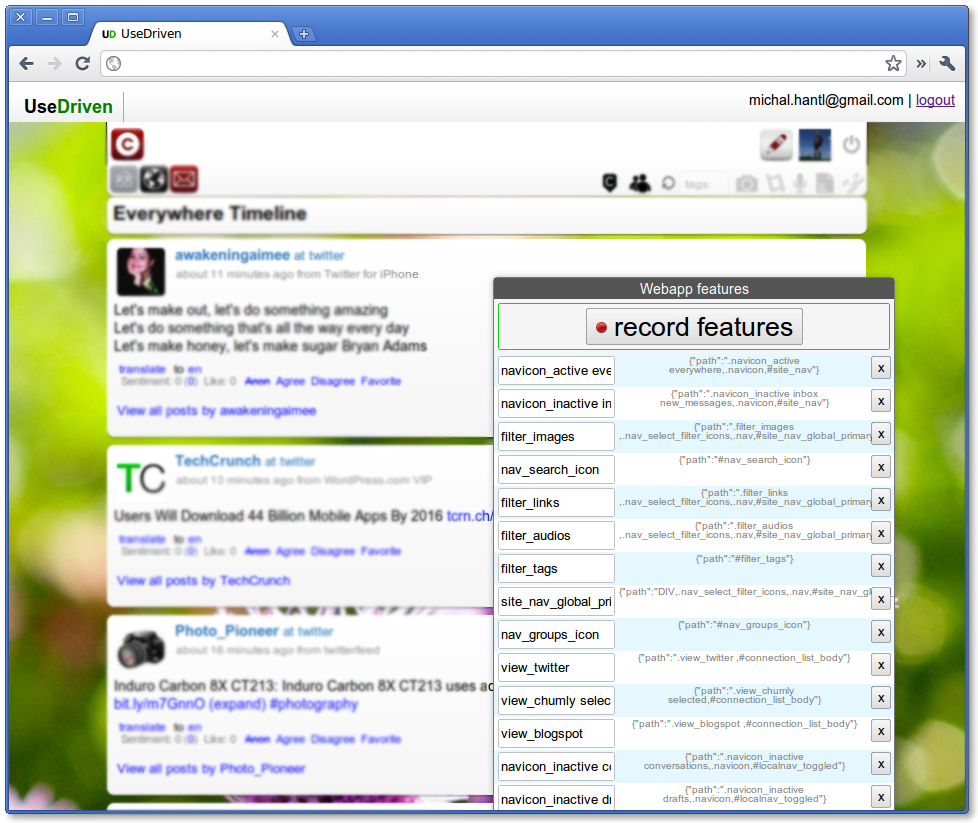 UD UseDriven
UseDriven
michal.hantl@gmail.com | logout
tags:
Everywhere Timeline
awakeningaimee at twitter
about 11 minutes ago from Twitter for iPhone
Let's make out, let's do something amazing
Let's do something that's all the way every day
Let's make honey, let's make sugar Bryan Adams
translate to en
Sentiment: 0 (0) Like: 0 Anon Agree Disagree Favorite
View all posts by awakeningaimee
TC
TechCrunch at twitter
about 13 minutes ago from WordPress.com VIP
Users Will Download 44 Billion Mobile Apps By 2016 tcrn.ch/
translate to en
Sentiment: 0 (0) Like: 0 Anon Agree Disagree Favorite
View all posts by TechCrunch
Photo_Pioneer at twitter
about 16 minutes ago from twitterfeed
Induro Carbon 8X CT213: Induro Carbon 8X CT213 uses ac
bit.ly/m7GnnO (expand) #photography
translate to en
Sentiment: 0 (0) Like: 0 Anon Agree Disagree Favorite
View all posts by Photo_Pioneer
Webapp features
record features
navicon_active eve
{"path":".navicon_active
everywhere,.navicon,#site_nav"}
x
navicon_inactive in
{"path":".navicon_inactive inbox
new_messages,.navicon,#site_nav"}
x
filter_images
{"path":".filter_images
,.nav_select_filter_icons,.nav,#site_nav_global_primary
x
nav_search_icon
{"path":"#nav_search_icon"}
x
filter_links
{"path":".filter_links
,.nav_select_filter_icons,.nav,#site_nav_global_primary
x
filter_audios
{"path":".filter_audios
,.nav_select_filter_icons,.nav,#site_nav_global_primary
x
filter_tags
{"path":"#filter_tags"}
x
site_nav_global_pri
{"path":"DIV,.nav_select_filter_icons,.nav,#site_nav_gl
x
nav_groups_icon
{"path":"#nav_groups_icon"}
x
view_twitter
{"path":".view_twitter ,#connection_list_body"}
x
view_chumly selec
{"path":".view_chumly
selected,#connection_list_body"}
x
view_blogspot
{"path":".view_blogspot ,#connection_list_body"}
x
navicon_inactive co
{"path":".navicon_inactive
conversations,.navicon,#localnav_toggled"}
x
navicon_inactive dr
{"path":".navicon_inactive
drafts,.navicon,#localnav_toggled"}
x